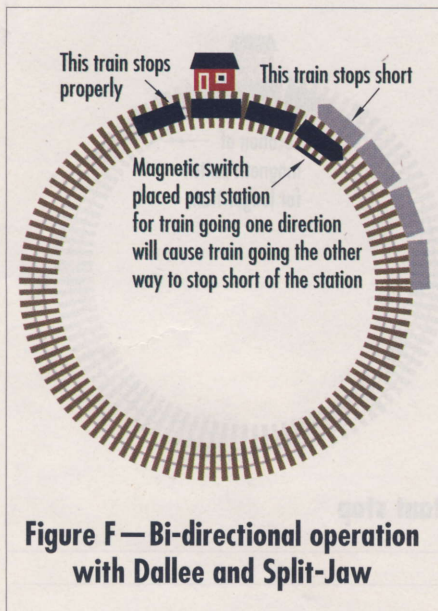 This train stops
properly
This train stops short
Magnetic switch
placed past station
for train going one direction
will cause train going the other
way to stop short of the station
Figure F — Bi-directional operation
with Dallee and Split-Jaw